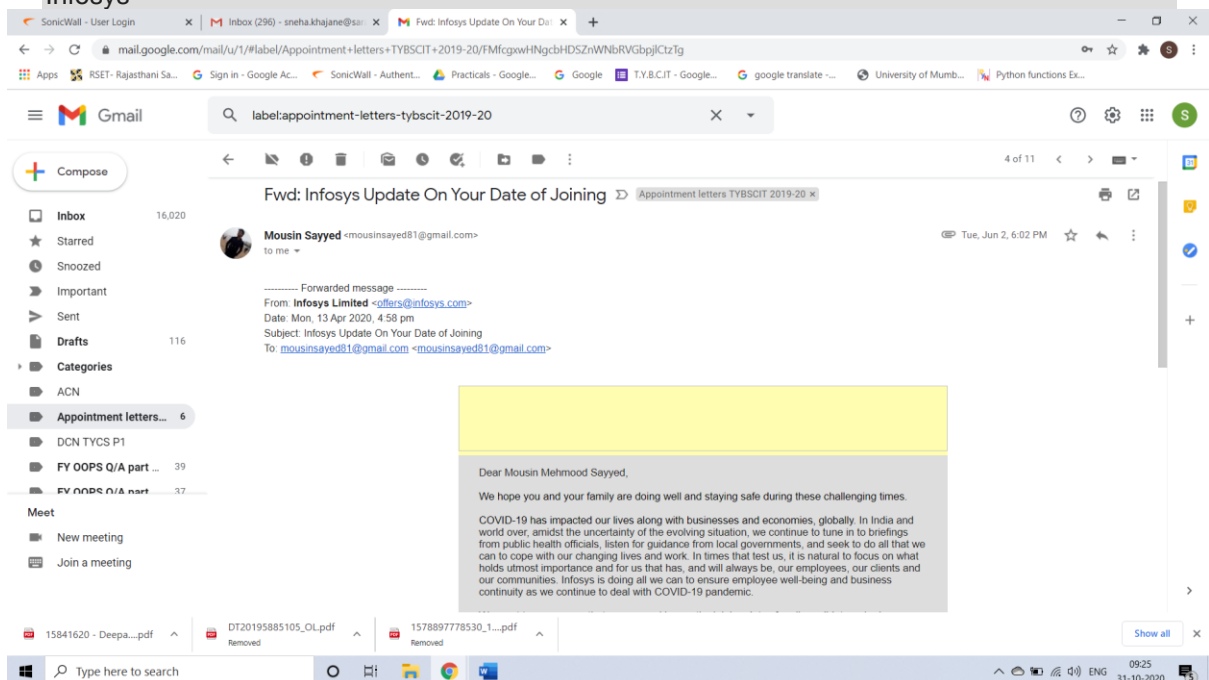 Infosys
SonicWall - User Login
Inbox (296) - sneha.khajane@sar
Fwd: Infosys Update On Your Dat
mail.google.com/mail/u/1/#label/Appointment+letters+TYBSCIT+2019-20/FMfcgxwHNgcbHDSZnWNbRVGbpjlCtzTg
Apps
RSET- Rajasthani Sa...
Sign in - Google Ac...
SonicWall - Authent...
Practicals - Google...
Google
T.Y.B.C.IT - Google...
google translate -...
University of Mumb...
Python functions Ex...
Gmail
label:appointment-letters-tybscit-2019-20
S
Compose
4 of 11
Fwd: Infosys Update On Your Date of Joining
Appointment letters TYBSCIT 2019-20 ×
Inbox 16,020
Starred
Snoozed
Important
Sent
Drafts 116
Categories
ACN
Appointment letters... 6
DCN TYCS P1
FY OOPS Q/A part ... 39
FY OOPS Q/A part 37
Meet
New meeting
Join a meeting
Mousin Sayyed <mousinsayed81@gmail.com>
Tue, Jun 2, 6:02 PM
to me
---------- Forwarded message ---------
From: Infosys Limited <offers@infosys.com>
Date: Mon, 13 Apr 2020, 4:58 pm
Subject: Infosys Update On Your Date of Joining
To: mousinsayed81@gmail.com <mousinsayed81@gmail.com>
Dear Mousin Mehmood Sayyed,
We hope you and your family are doing well and staying safe during these challenging times.
COVID-19 has impacted our lives along with businesses and economies, globally. In India and
world over, amidst the uncertainty of the evolving situation, we continue to tune in to briefings
from public health officials, listen for guidance from local governments, and seek to do all that we
can to cope with our changing lives and work. In times that test us, it is natural to focus on what
holds utmost importance and for us that has, and will always be, our employees, our clients and
our communities. Infosys is doing all we can to ensure employee well-being and business
continuity as we continue to deal with COVID-19 pandemic.
15841620 - Deepa....pdf
DT20195885105_OL.pdf
Removed
1578897778530_1....pdf
Removed
Show all
Type here to search
ENG
09:25
31-10-2020